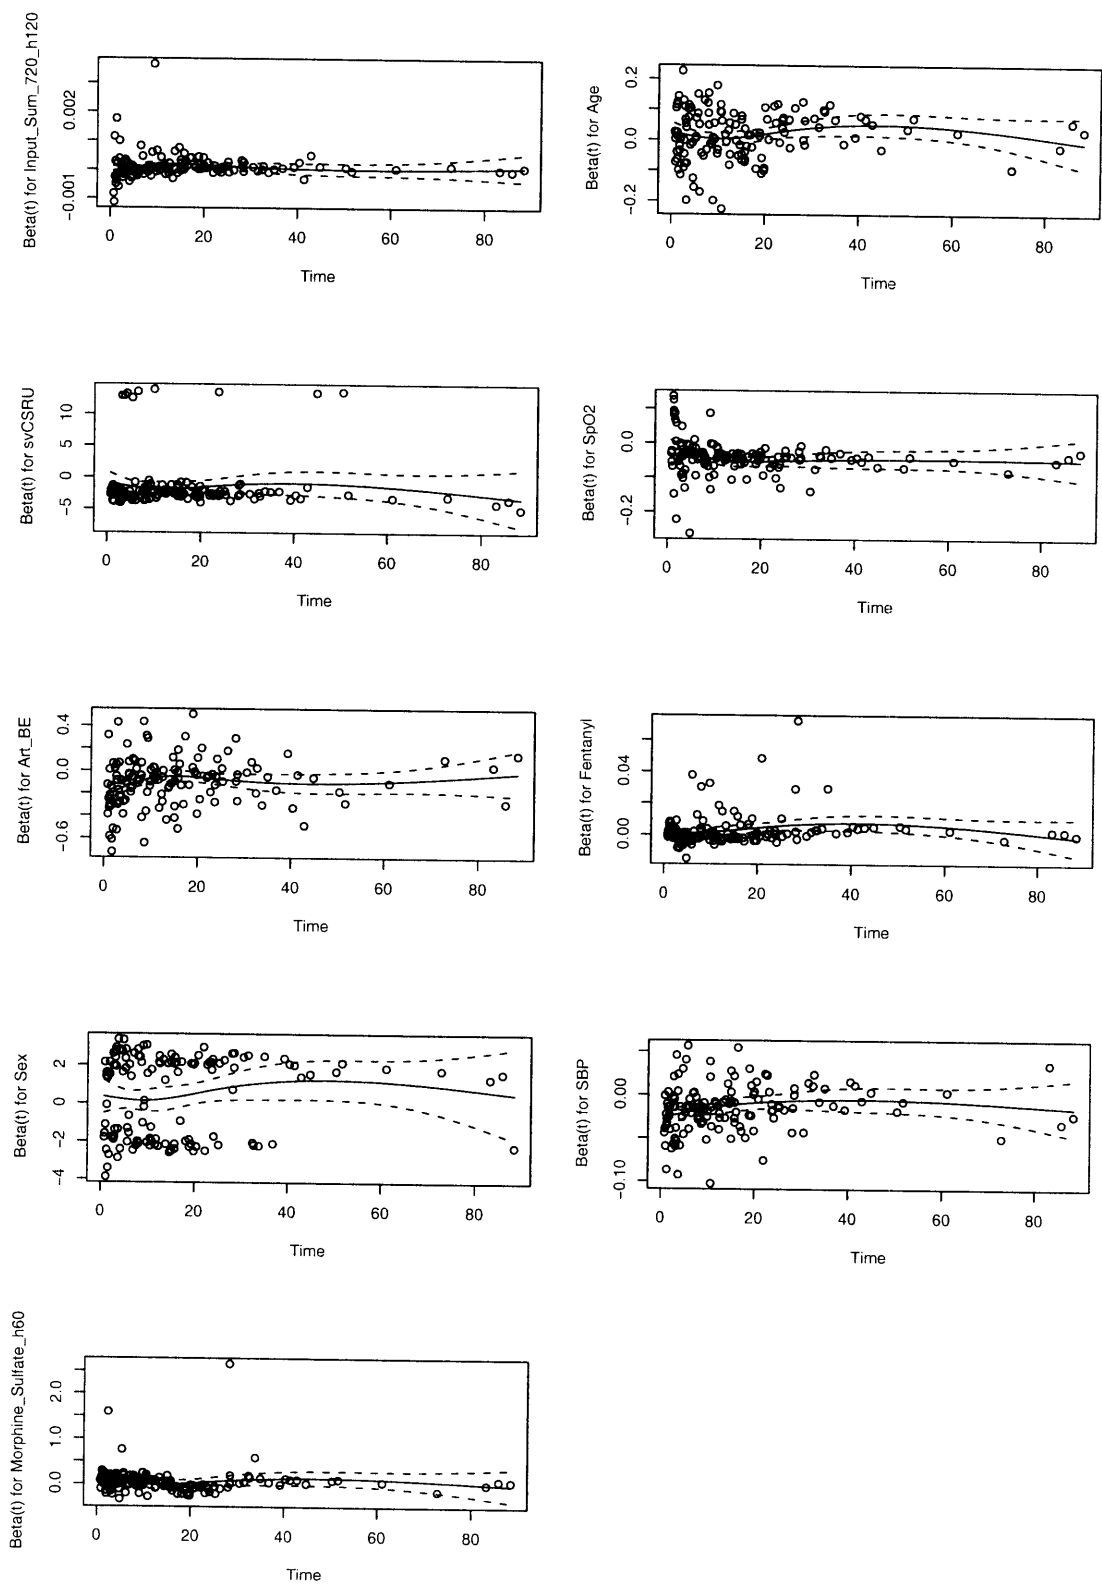 Beta(t) for Input_Sum_720_h120
0.002
-0.001
0 20 40 60 80
Time
Beta(t) for Age
0.2
0.0
-0.2
0 20 40 60 80
Time
Beta(t) for svCSRU
10
5
0
-5
0 20 40 60 80
Time
Beta(t) for SpO2
0.0
-0.2
0 20 40 60 80
Time
Beta(t) for Art_BE
0.4
0.0
-0.6
0 20 40 60 80
Time
Beta(t) for Fentanyl
0.04
0.00
0 20 40 60 80
Time
Beta(t) for Sex
2
0
-2
-4
0 20 40 60 80
Time
Beta(t) for SBP
0.00
-0.10
0 20 40 60 80
Time
Beta(t) for Morphine_Sulfate_h60
2.0
1.0
0.0
0 20 40 60 80
Time